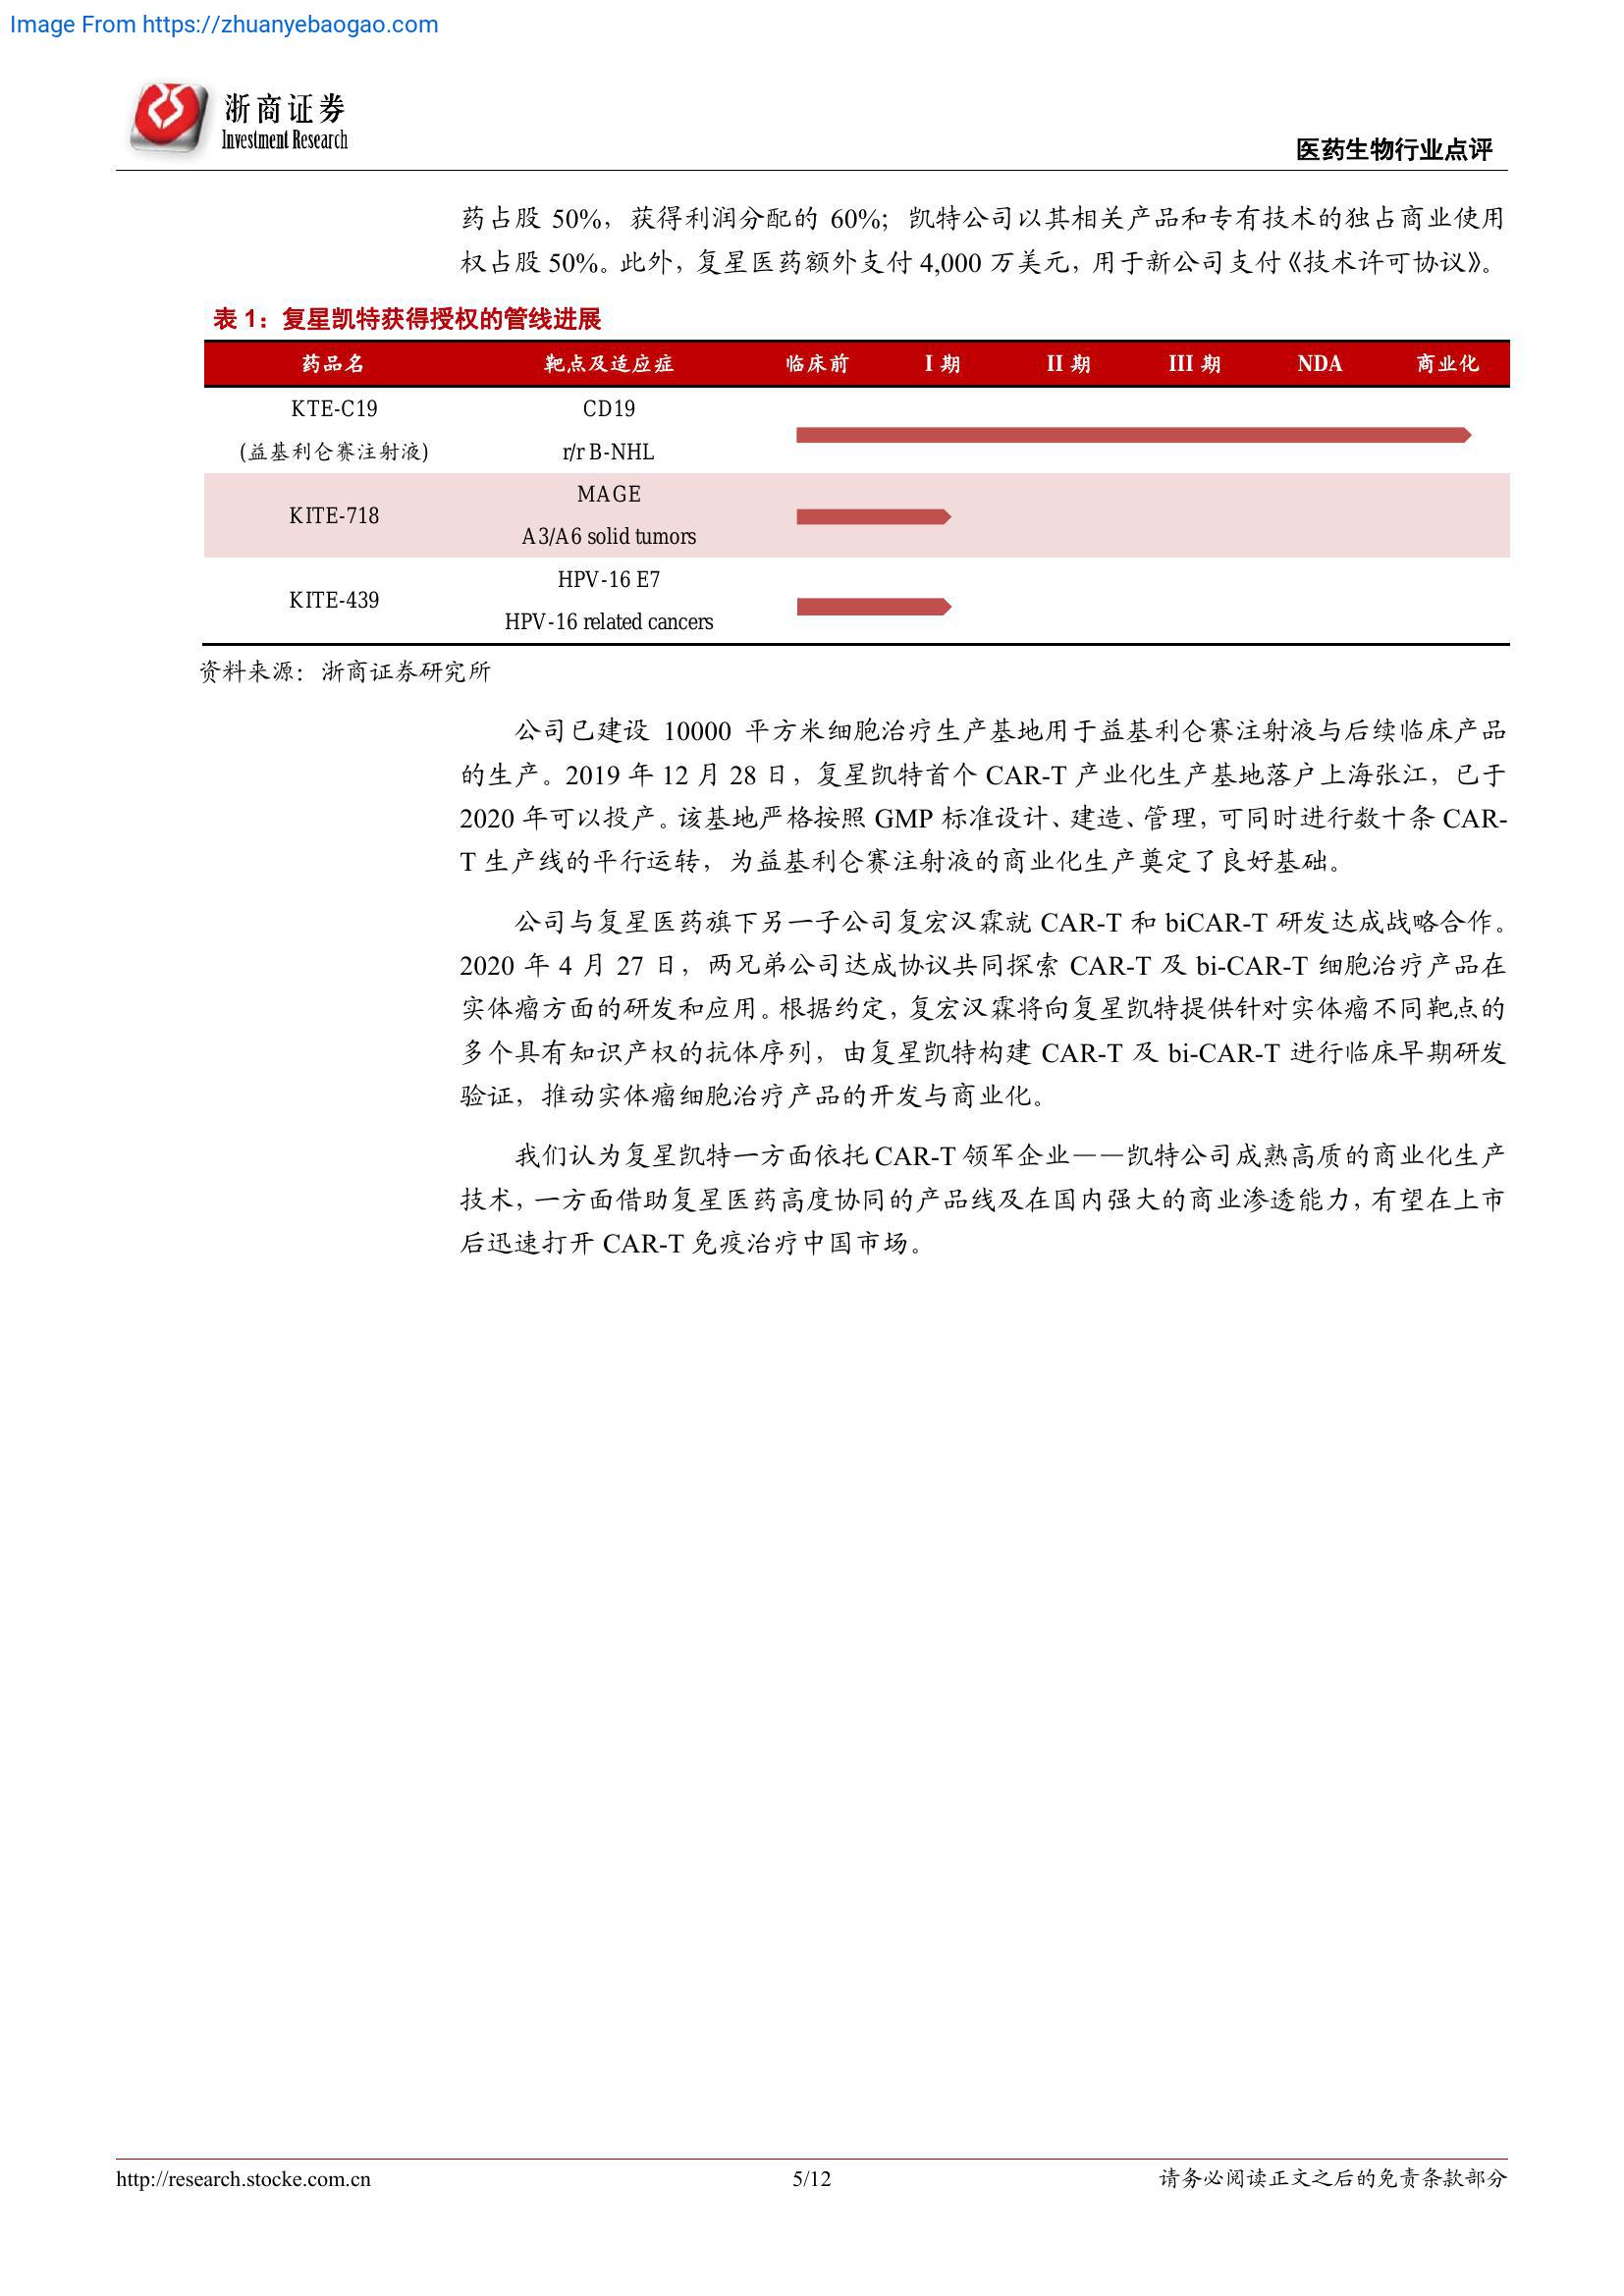 Image From https://zhuanyebaogao.com
浙商证券
Investment Research
医药生物行业点评
药占股 50%，获得利润分配的 60%；凯特公司以其相关产品和专有技术的独占商业使用
权占股 50%。此外，复星医药额外支付 4,000 万美元，用于新公司支付《技术许可协议》。
表 1：复星凯特获得授权的管线进展
药品名 靶点及适应症 临床前 I 期 II 期 III 期 NDA 商业化
KTE-C19 CD19
(益基利仑赛注射液) r/r B-NHL
MAGE
KITE-718
A3/A6 solid tumors
HPV-16 E7
KITE-439
HPV-16 related cancers
资料来源：浙商证券研究所
公司已建设 10000 平方米细胞治疗生产基地用于益基利仑赛注射液与后续临床产品
的生产。2019 年 12 月 28 日，复星凯特首个 CAR-T 产业化生产基地落户上海张江，已于
2020 年可以投产。该基地严格按照 GMP 标准设计、建造、管理，可同时进行数十条 CAR-
T 生产线的平行运转，为益基利仑赛注射液的商业化生产奠定了良好基础。
公司与复星医药旗下另一子公司复宏汉霖就 CAR-T 和 biCAR-T 研发达成战略合作。
2020 年 4 月 27 日，两兄弟公司达成协议共同探索 CAR-T 及 bi-CAR-T 细胞治疗产品在
实体瘤方面的研发和应用。根据约定，复宏汉霖将向复星凯特提供针对实体瘤不同靶点的
多个具有知识产权的抗体序列，由复星凯特构建 CAR-T 及 bi-CAR-T 进行临床早期研发
验证，推动实体瘤细胞治疗产品的开发与商业化。
我们认为复星凯特一方面依托 CAR-T 领军企业——凯特公司成熟高质的商业化生产
技术，一方面借助复星医药高度协同的产品线及在国内强大的商业渗透能力，有望在上市
后迅速打开 CAR-T 免疫治疗中国市场。
http://research.stocke.com.cn 5/12 请务必阅读正文之后的免责条款部分